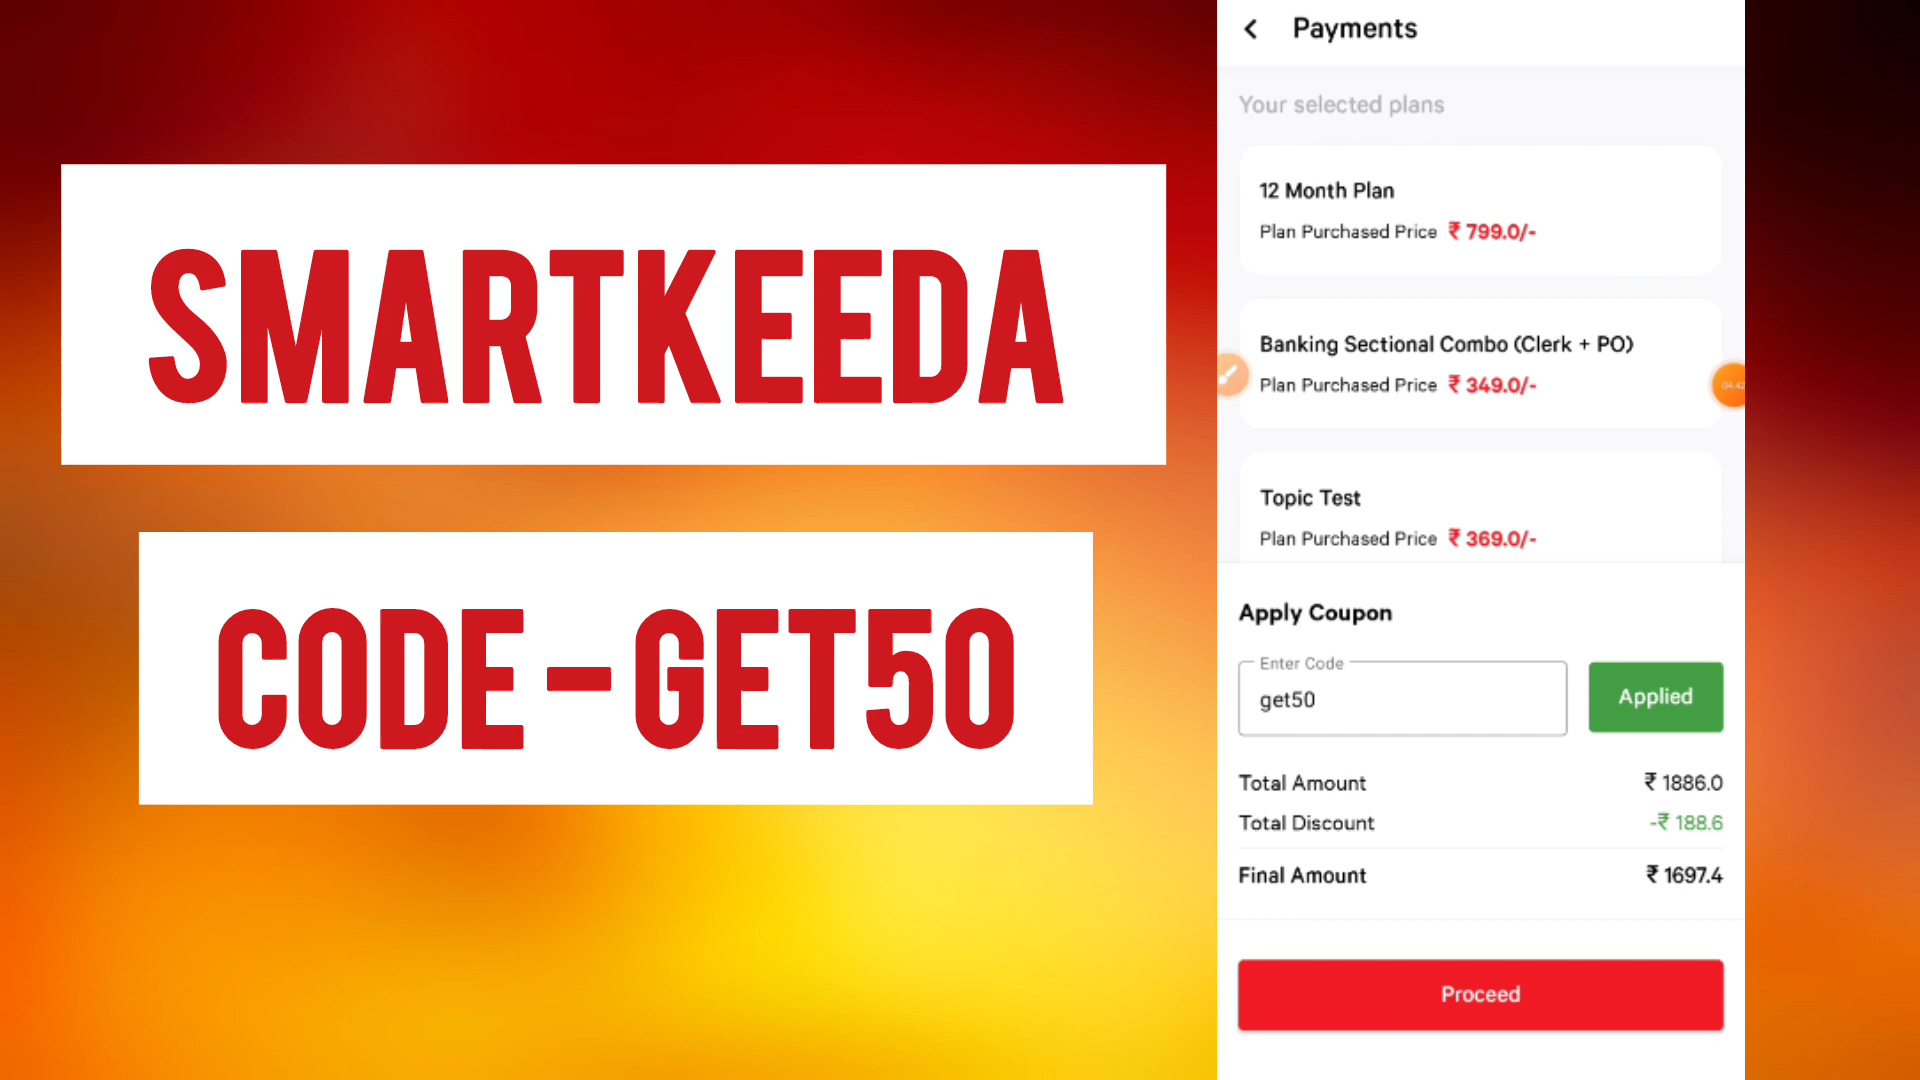 SMARTKEEDA
CODE - GET50
Payments
Your selected plans
12 Month Plan
Plan Purchased Price ₹ 799.0/-
Banking Sectional Combo (Clerk + PO)
Plan Purchased Price ₹ 349.0/-
04:42
Topic Test
Plan Purchased Price ₹ 369.0/-
Apply Coupon
Enter Code
get50
Applied
Total Amount ₹ 1886.0
Total Discount -₹ 188.6
Final Amount ₹ 1697.4
Proceed